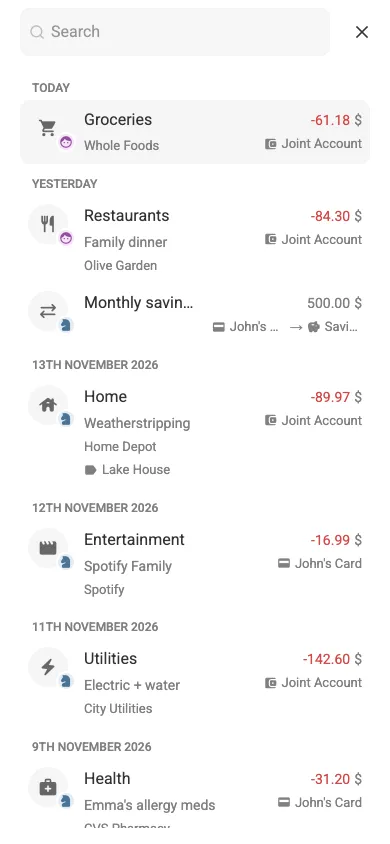 Search
TODAY
Groceries -61.18 $
Whole Foods Joint Account
YESTERDAY
Restaurants -84.30 $
Family dinner Joint Account
Olive Garden
Monthly savin... 500.00 $
John's ... → Savi...
13TH NOVEMBER 2026
Home -89.97 $
Weatherstripping Joint Account
Home Depot
Lake House
12TH NOVEMBER 2026
Entertainment -16.99 $
Spotify Family John's Card
Spotify
11TH NOVEMBER 2026
Utilities -142.60 $
Electric + water Joint Account
City Utilities
9TH NOVEMBER 2026
Health -31.20 $
Emma's allergy meds John's Card
CVS Pharmacy